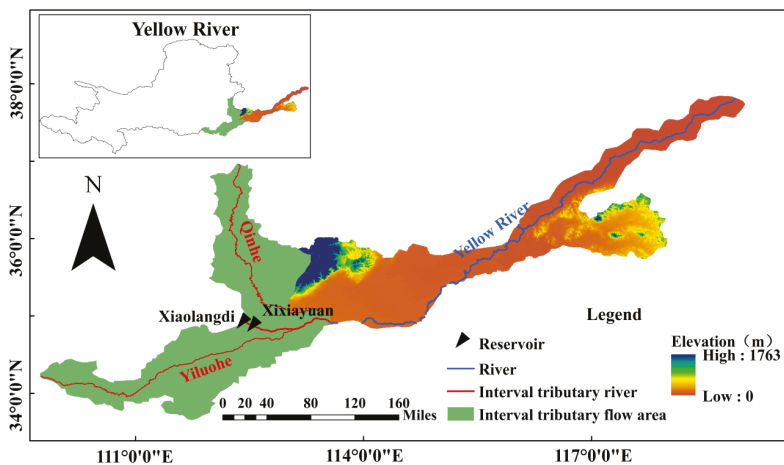 Yellow River
38°0'0"N
36°0'0"N
34°0'0"N
N
Qinhe
Yellow River
Xiaolangdi
Xixiayuan
Yiluohe
Legend
Reservoir
River
Interval tributary river
Interval tributary flow area
Elevation（m）
High : 1763
Low : 0
0 20 40 80 120 160
Miles
111°0'0"E
114°0'0"E
117°0'0"E